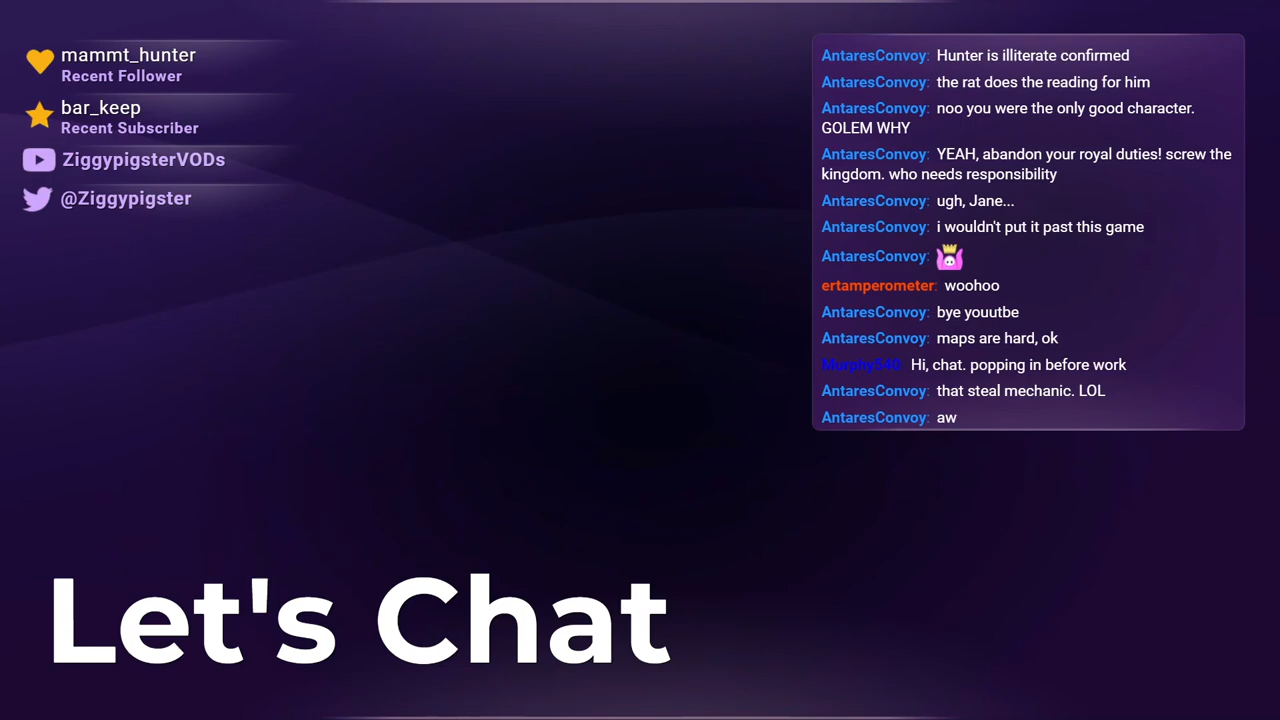 mammt_hunter
Recent Follower
bar_keep
Recent Subscriber
ZiggypigsterVODs
@Ziggypigster
AntaresConvoy: Hunter is illiterate confirmed
AntaresConvoy: the rat does the reading for him
AntaresConvoy: noo you were the only good character.
GOLEM WHY
AntaresConvoy: YEAH, abandon your royal duties! screw the
kingdom. who needs responsibility
AntaresConvoy: ugh, Jane...
AntaresConvoy: i wouldn't put it past this game
AntaresConvoy:
ertamperometer: woohoo
AntaresConvoy: bye youutbe
AntaresConvoy: maps are hard, ok
Murphy540: Hi, chat. popping in before work
AntaresConvoy: that steal mechanic. LOL
AntaresConvoy: aw
Let's Chat